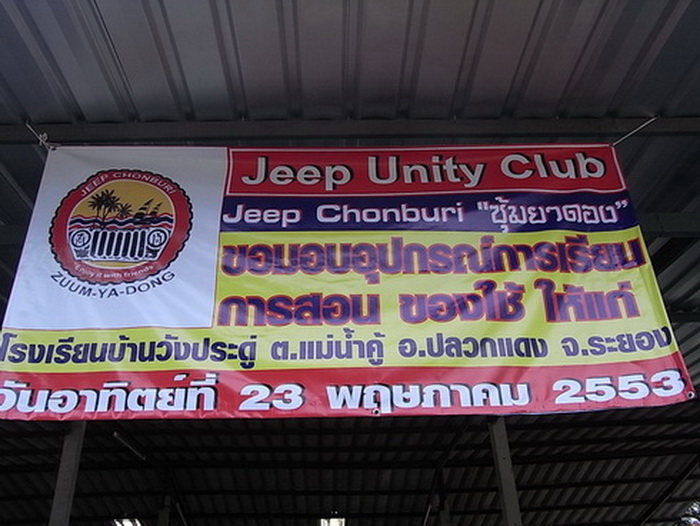 JEEP CHONBURI
Enjoy it with friends
ZUUM-YA-DONG
Jeep Unity Club
Jeep Chonburi "ซุ้มยาดอง"
ขอมอบอุปกรณ์การเรียน
การสอน ของใช้ ให้แก่
โรงเรียนบ้านวังประดู่ ต.แม่น้ำคู้ อ.ปลวกแดง จ.ระยอง
วันอาทิตย์ที่ 23 พฤษภาคม 2553